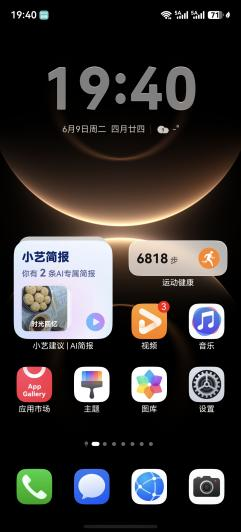 19:40
5A
5A
71
19:40
6月9日周二 四月廿四
-°
小艺简报
你有 2 条AI专属简报
时光回忆
小艺建议 | AI简报
6818 步
运动健康
3
视频
音乐
App
Gallery
应用市场
主题
图库
设置